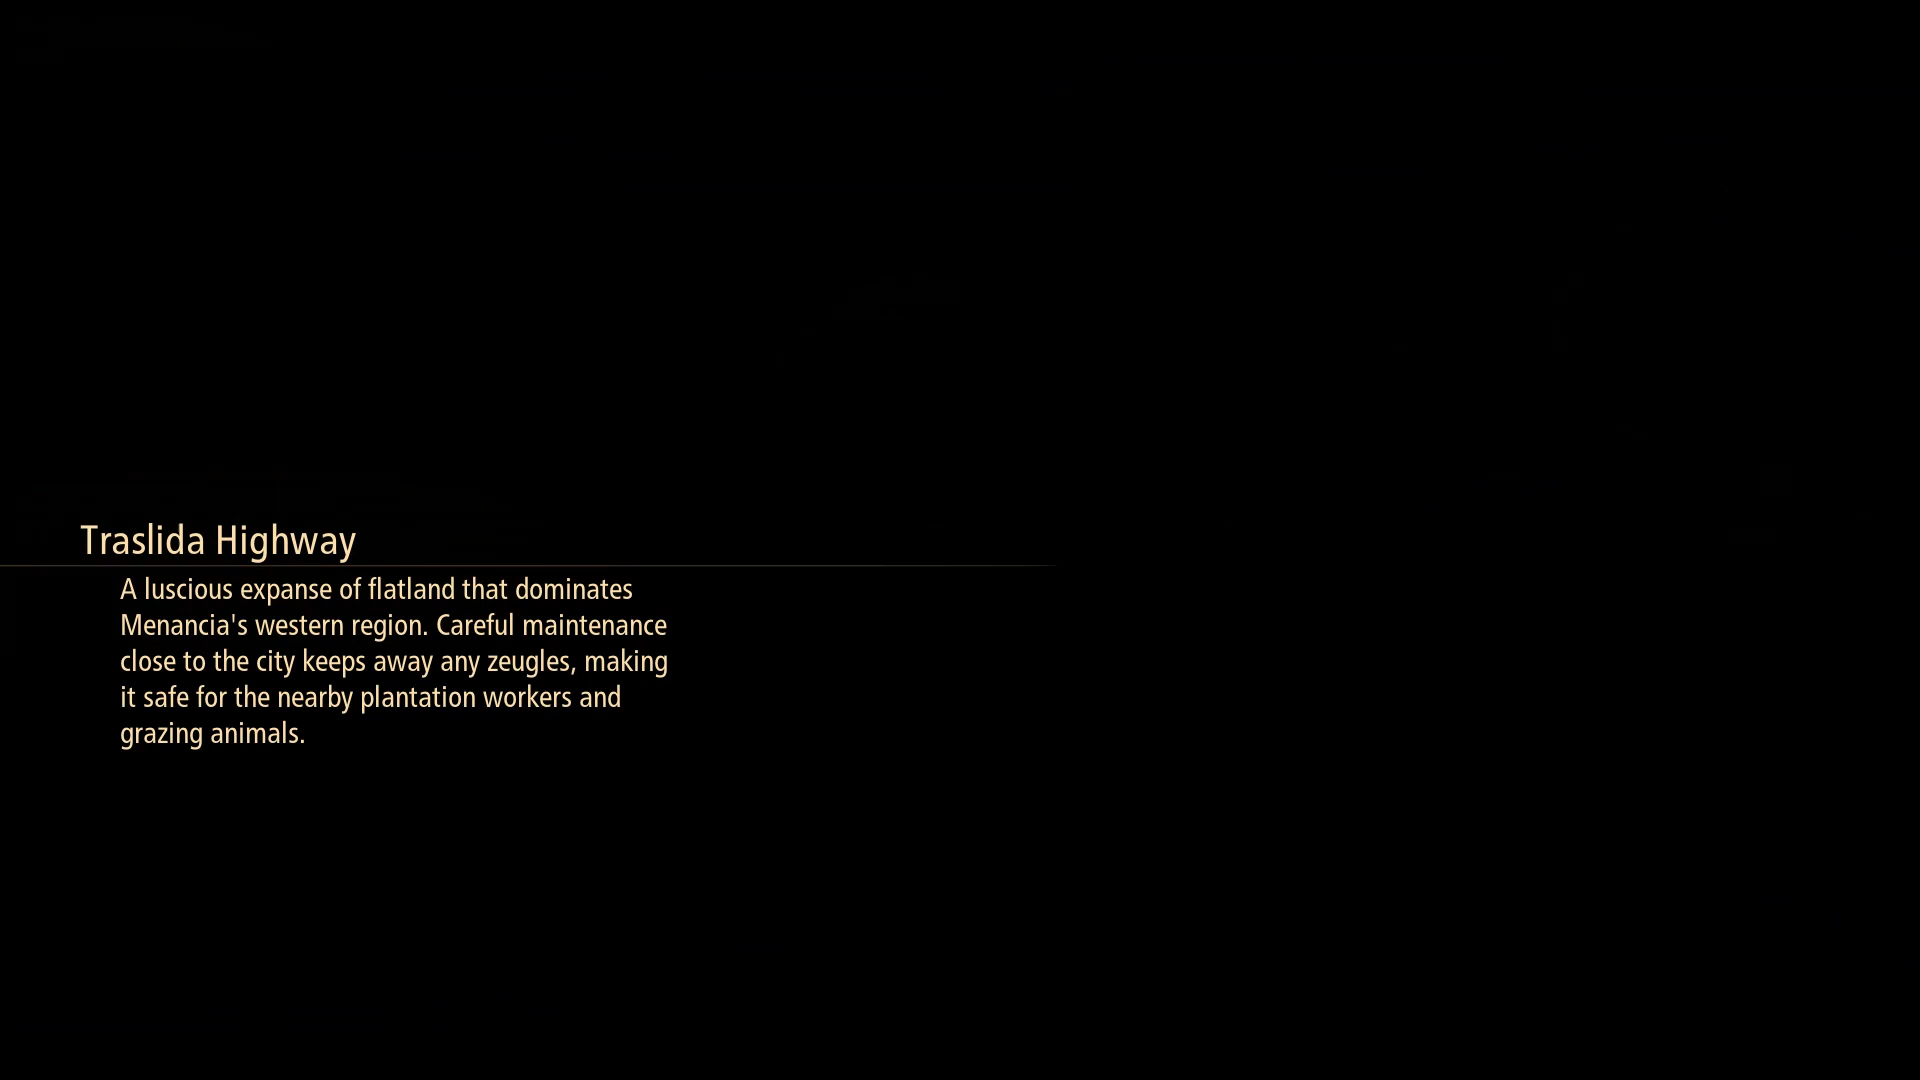 Traslida Highway
A luscious expanse of flatland that dominates
Menancia's western region. Careful maintenance
close to the city keeps away any zeugles, making
it safe for the nearby plantation workers and
grazing animals.